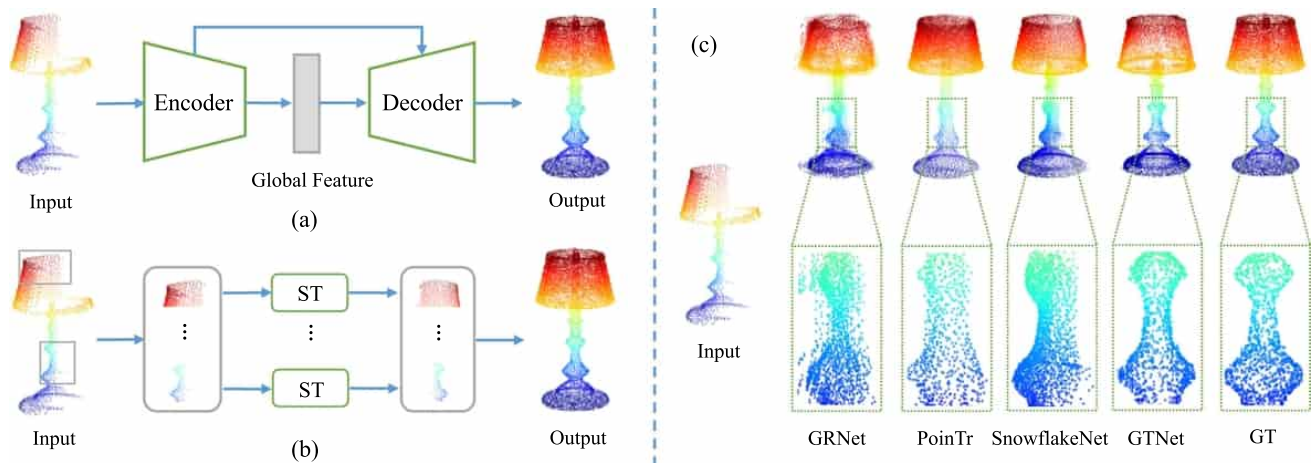 Input
Encoder
Global Feature
Decoder
Output
(a)
Input
ST
⋮
ST
Output
(b)
(c)
Input
GRNet PoinTr SnowflakeNet GTNet GT